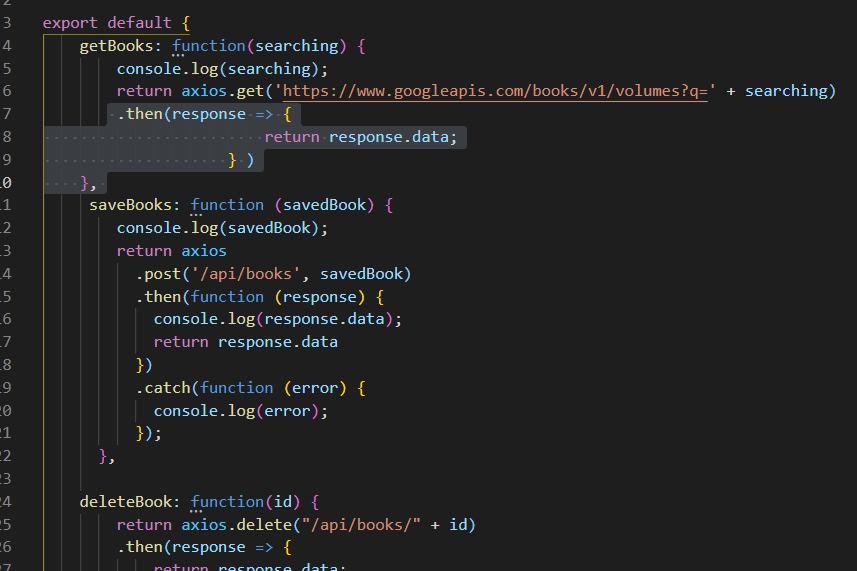 2
3 export default {
4 getBooks: function(searching) {
5 console.log(searching);
6 return axios.get('https://www.googleapis.com/books/v1/volumes?q=' + searching)
7 .then(response => {
8 return response.data;
9 } )
10 },
11 saveBooks: function (savedBook) {
12 console.log(savedBook);
13 return axios
14 .post('/api/books', savedBook)
15 .then(function (response) {
16 console.log(response.data);
17 return response.data
18 })
19 .catch(function (error) {
20 console.log(error);
21 });
22 },
23
24 deleteBook: function(id) {
25 return axios.delete("/api/books/" + id)
26 .then(response => {
27 return response.data;